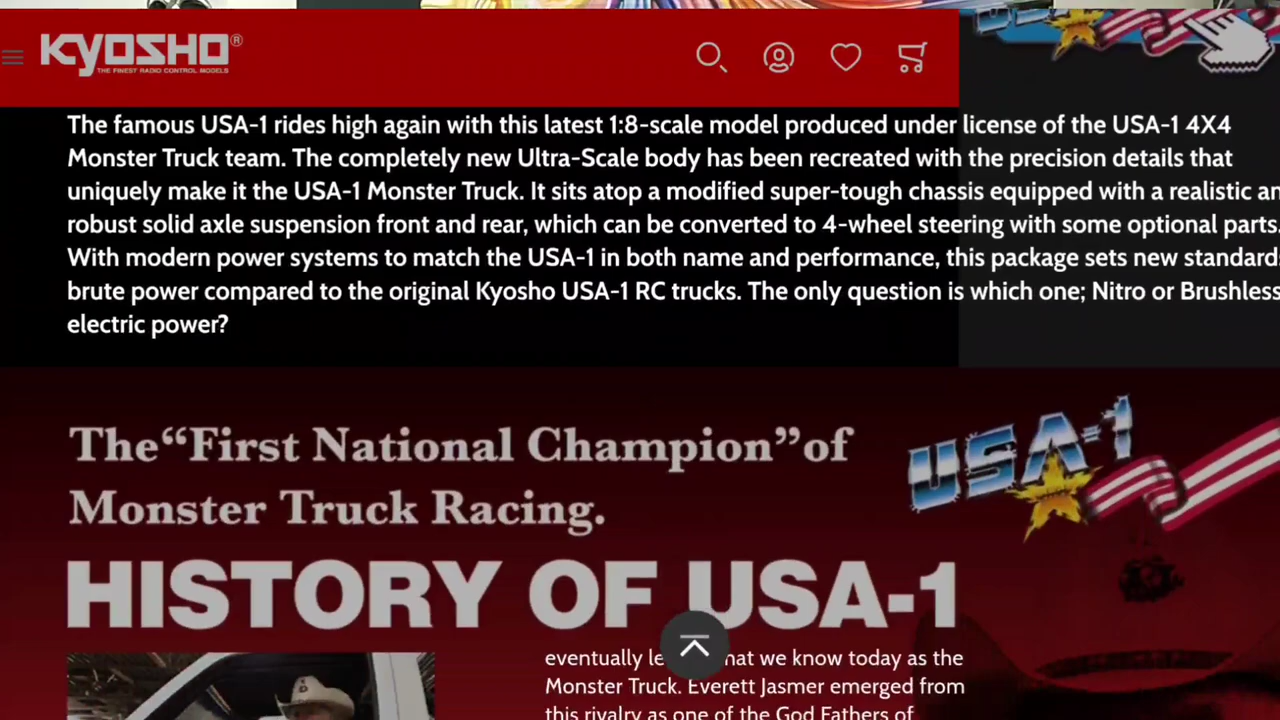 KYOSHO®
THE FINEST RADIO CONTROL MODELS
The famous USA-1 rides high again with this latest 1:8-scale model produced under license of the USA-1 4X4
Monster Truck team. The completely new Ultra-Scale body has been recreated with the precision details that
uniquely make it the USA-1 Monster Truck. It sits atop a modified super-tough chassis equipped with a realistic an
robust solid axle suspension front and rear, which can be converted to 4-wheel steering with some optional parts.
With modern power systems to match the USA-1 in both name and performance, this package sets new standard
brute power compared to the original Kyosho USA-1 RC trucks. The only question is which one; Nitro or Brushless
electric power?
The“First National Champion”of
Monster Truck Racing.
USA-1
HISTORY OF USA-1
eventually le hat we know today as the
Monster Truck. Everett Jasmer emerged from
this rivalry as one of the God Fathers of